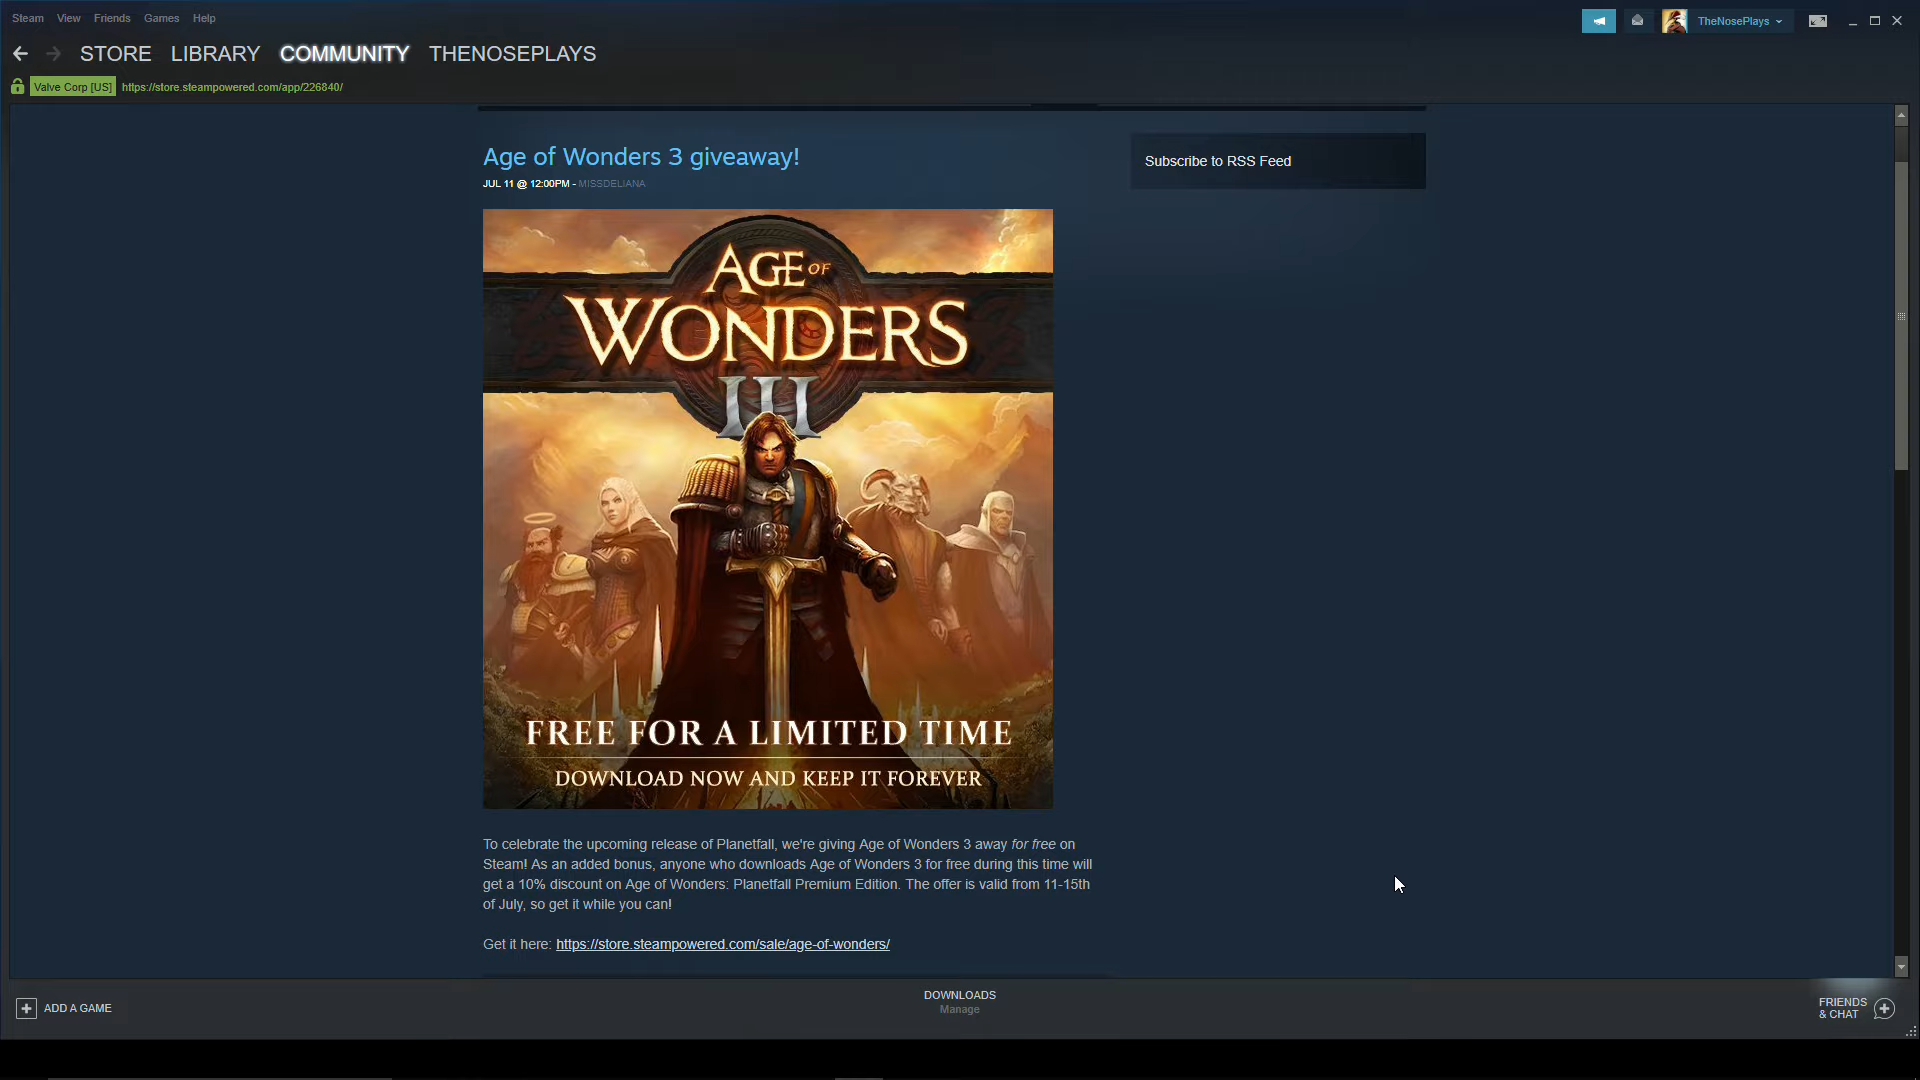 Steam View Friends Games Help
TheNosePlays
STORE LIBRARY COMMUNITY THENOSEPLAYS
Valve Corp [US] https://store.steampowered.com/app/226840/
Age of Wonders 3 giveaway!
JUL 11 @ 12:00PM - MISSDELIANA
Subscribe to RSS Feed
AGE OF
WONDERS
III
FREE FOR A LIMITED TIME
DOWNLOAD NOW AND KEEP IT FOREVER
To celebrate the upcoming release of Planetfall, we're giving Age of Wonders 3 away for free on
Steam! As an added bonus, anyone who downloads Age of Wonders 3 for free during this time will
get a 10% discount on Age of Wonders: Planetfall Premium Edition. The offer is valid from 11-15th
of July, so get it while you can!
Get it here: https://store.steampowered.com/sale/age-of-wonders/
ADD A GAME
DOWNLOADS
Manage
FRIENDS
& CHAT